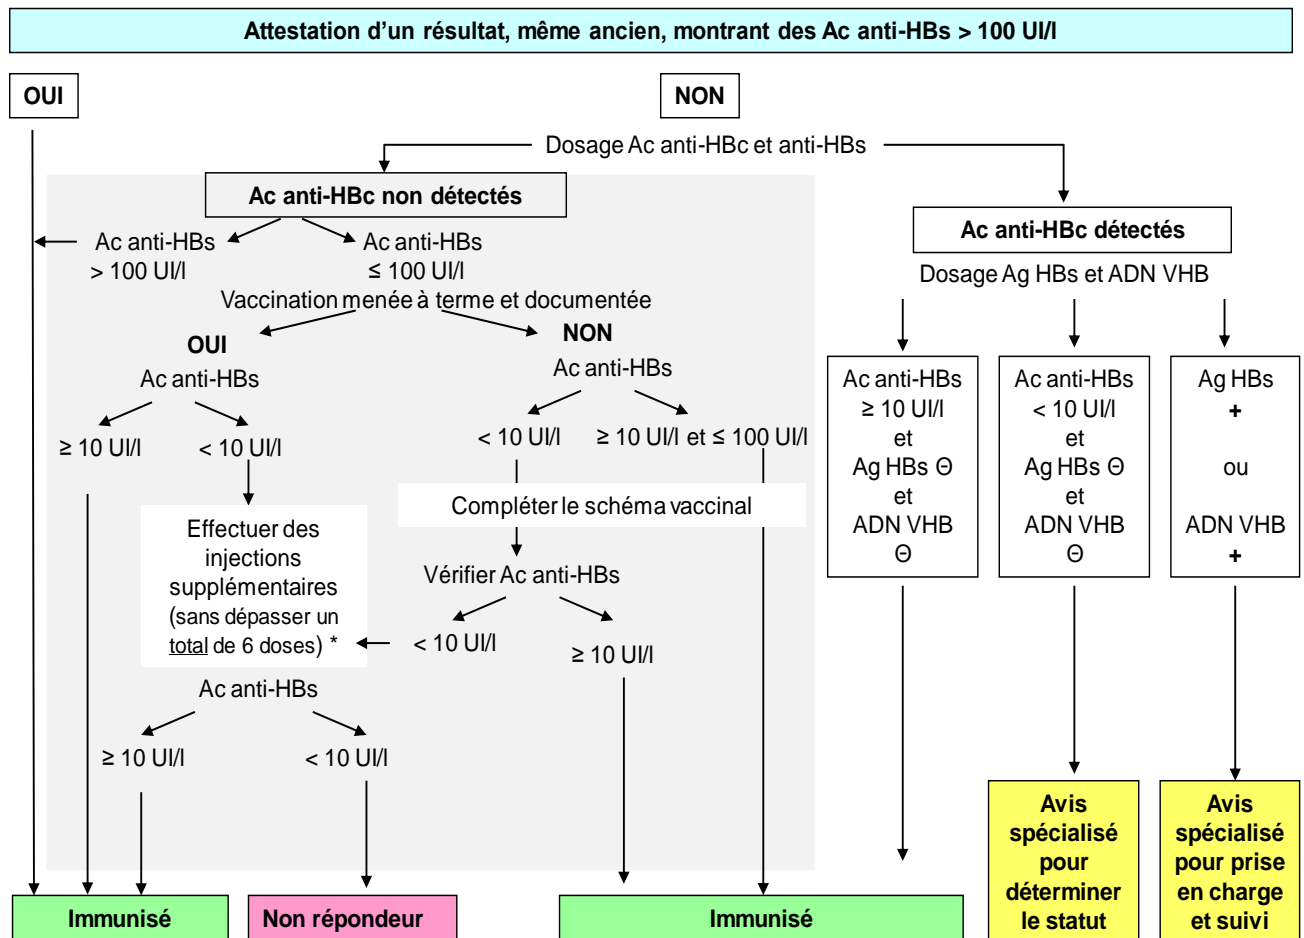 Attestation d’un résultat, même ancien, montrant des Ac anti-HBs > 100 UI/l
OUI
NON
Dosage Ac anti-HBc et anti-HBs
Ac anti-HBc non détectés
Ac anti-HBs
> 100 UI/l
Ac anti-HBs
≤ 100 UI/l
Vaccination menée à terme et documentée
OUI
Ac anti-HBs
≥ 10 UI/l
< 10 UI/l
NON
Ac anti-HBs
< 10 UI/l
≥ 10 UI/l et ≤ 100 UI/l
Effectuer des
injections
supplémentaires
(sans dépasser un
total de 6 doses) *
Compléter le schéma vaccinal
Vérifier Ac anti-HBs
< 10 UI/l
≥ 10 UI/l
Ac anti-HBs
≥ 10 UI/l
< 10 UI/l
Ac anti-HBc détectés
Dosage Ag HBs et ADN VHB
Ac anti-HBs
≥ 10 UI/l
et
Ag HBs Θ
et
ADN VHB
Θ
Ac anti-HBs
< 10 UI/l
et
Ag HBs Θ
et
ADN VHB
Θ
Ag HBs
+
ou
ADN VHB
+
Immunisé
Non répondeur
Immunisé
Avis
spécialisé
pour
déterminer
le statut
Avis
spécialisé
pour prise
en charge
et suivi